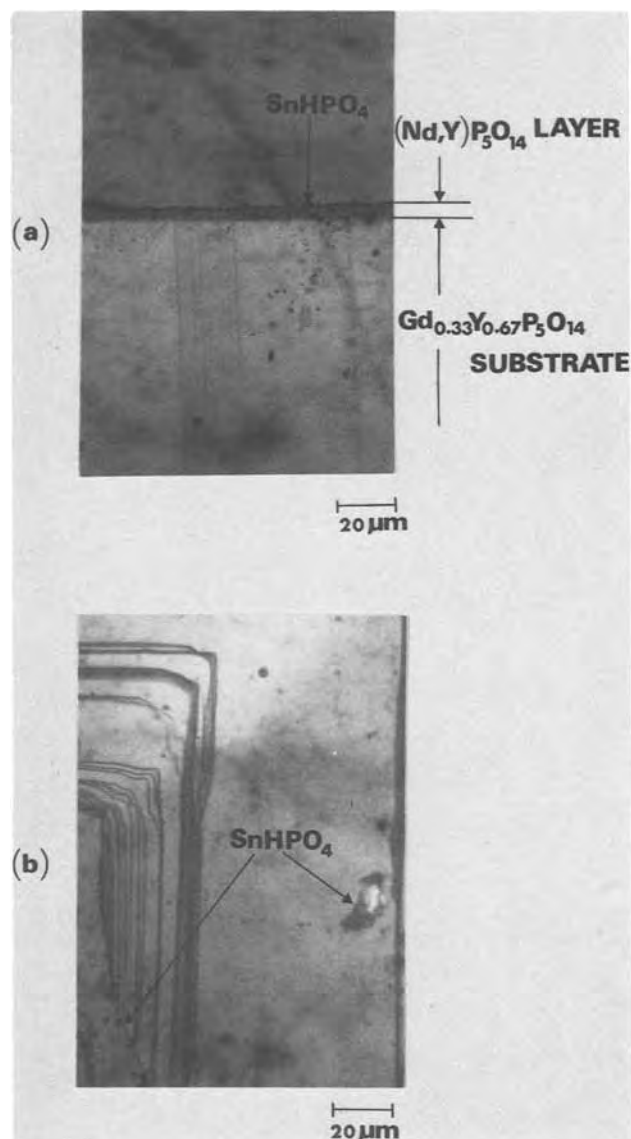 SnHPO₄
(Nd,Y)P₅O₁₄ LAYER
(a)
Gd₀.₃₃Y₀.₆₇P₅O₁₄
SUBSTRATE
20 µm
SnHPO₄
(b)
20 µm